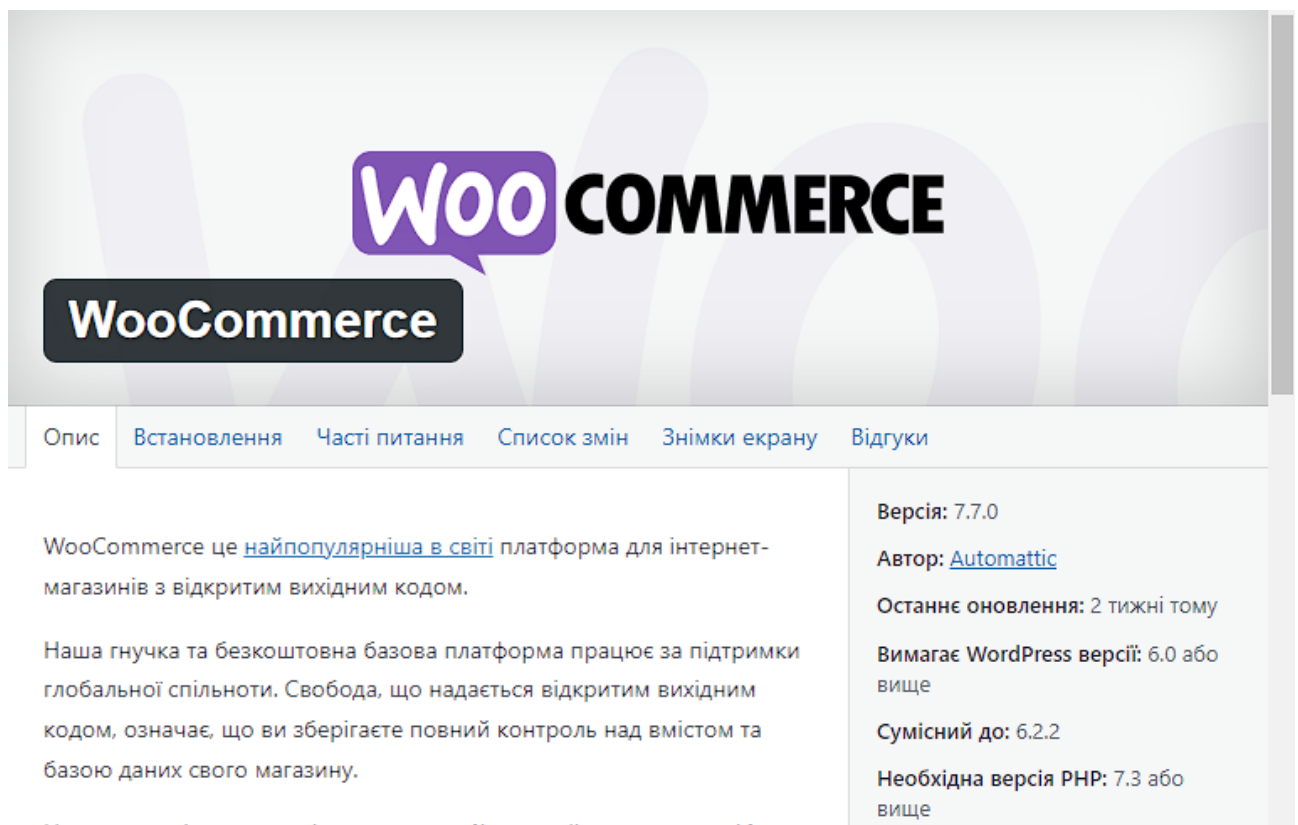 WOO COMMERCE
WooCommerce
Опис Встановлення Часті питання Список змін Знімки екрану Відгуки
WooCommerce це найпопулярніша в світі платформа для інтернет-
магазинів з відкритим вихідним кодом.
Наша гнучка та безкоштовна базова платформа працює за підтримки
глобальної спільноти. Свобода, що надається відкритим вихідним
кодом, означає, що ви зберігаєте повний контроль над вмістом та
базою даних свого магазину.
Версія: 7.7.0
Автор: Automattic
Останнє оновлення: 2 тижні тому
Вимагає WordPress версії: 6.0 або
вище
Сумісний до: 6.2.2
Необхідна версія PHP: 7.3 або
вище